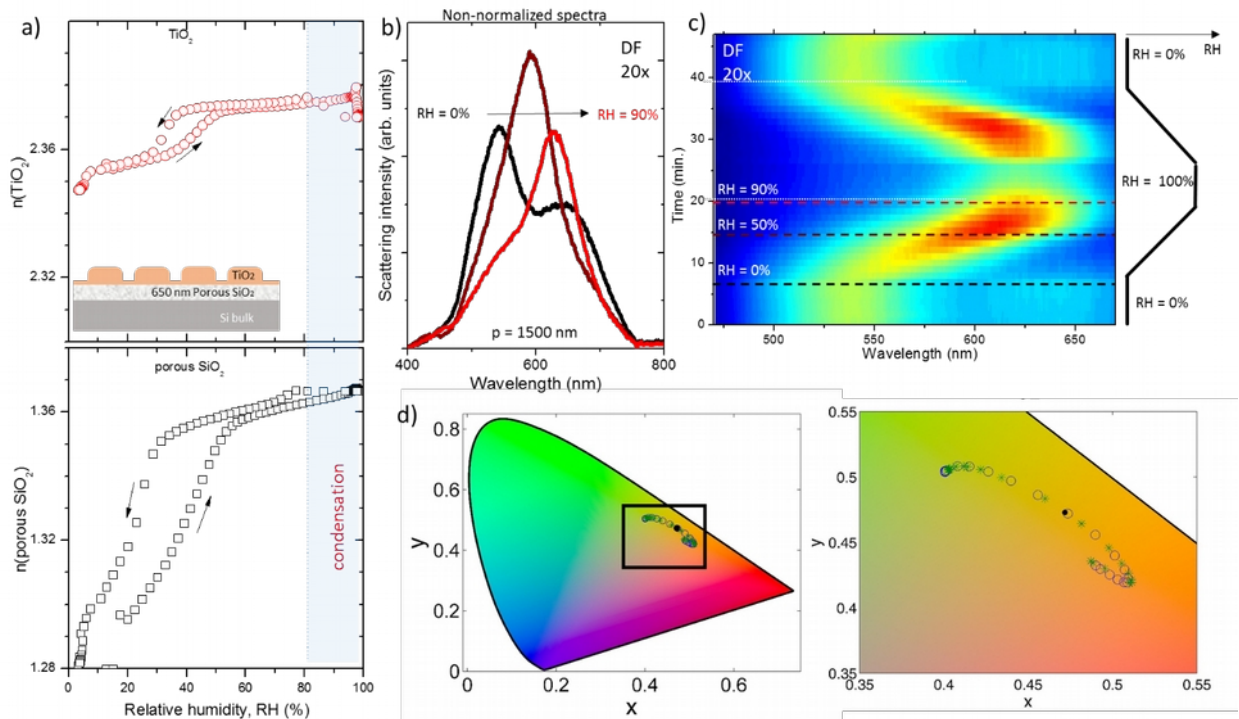 a)
TiO₂
n(TiO₂)
2.36
2.32
TiO₂
650 nm Porous SiO₂
Si bulk
porous SiO₂
n(porous SiO₂)
1.36
1.32
1.28
condensation
0 20 40 60 80 100
Relative humidity, RH (%)
b)
Non-normalized spectra
DF
20x
RH = 0%
RH = 90%
Scattering intensity (arb. units)
p = 1500 nm
400 500 600 700 800
Wavelength (nm)
c)
DF
20x
RH = 90%
RH = 50%
RH = 0%
Time (min.)
40
30
20
10
0
500 550 600 650
Wavelength (nm)
RH
RH = 0%
RH = 100%
RH = 0%
d)
y
0.8
0.6
0.4
0.2
0
0 0.2 0.4 0.6
x
y
0.55
0.5
0.45
0.4
0.35
0.35 0.4 0.45 0.5 0.55
x